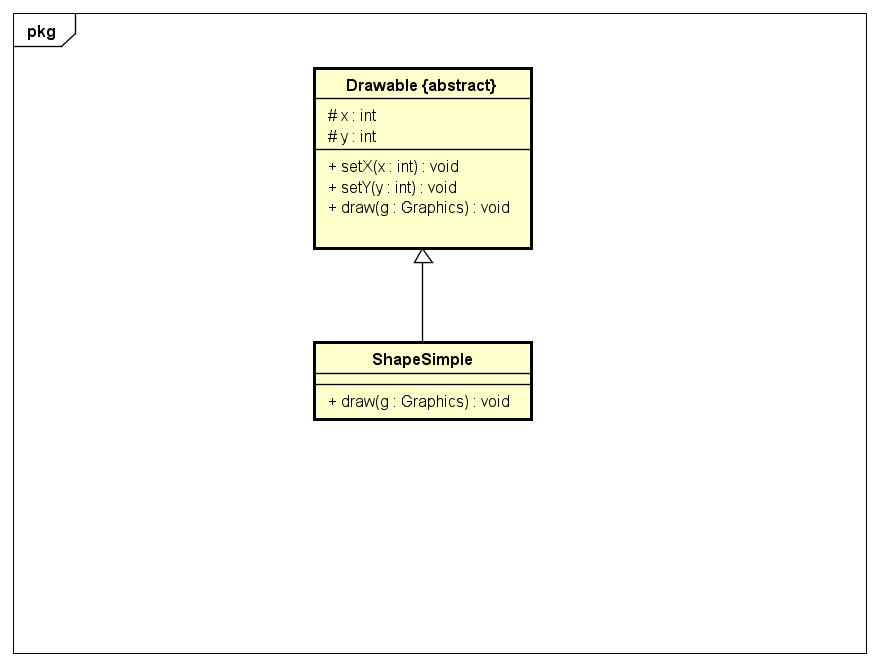 pkg
Drawable {abstract}
# x : int
# y : int
+ setX(x : int) : void
+ setY(y : int) : void
+ draw(g : Graphics) : void
ShapeSimple
+ draw(g : Graphics) : void